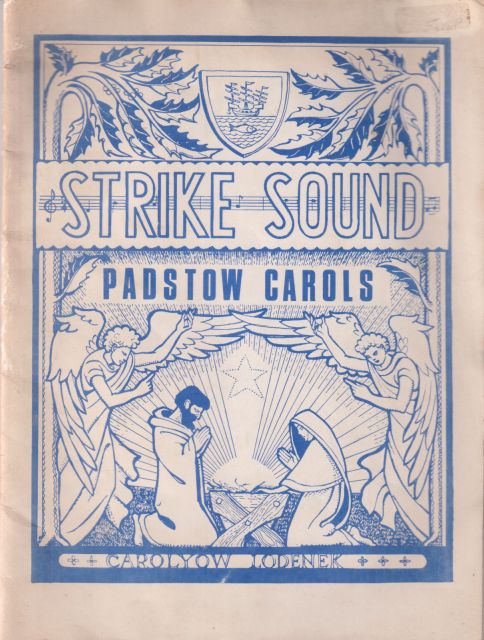 STRIKE SOUND
PADSTOW CAROLS
CAROLYOW LODENEK